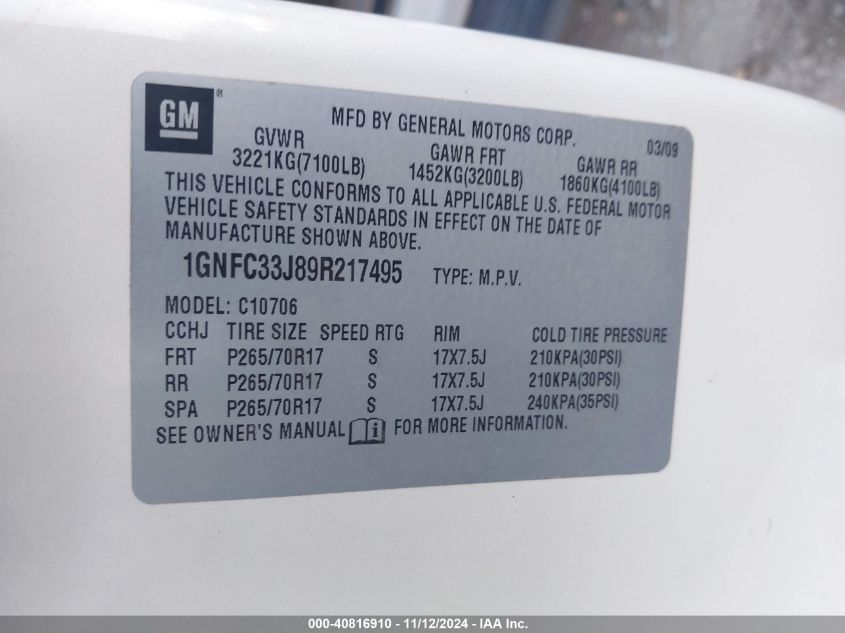 GM®
MFD BY GENERAL MOTORS CORP. 03/09
GVWR GAWR FRT GAWR RR
3221KG(7100LB) 1452KG(3200LB) 1860KG(4100LB)
THIS VEHICLE CONFORMS TO ALL APPLICABLE U.S. FEDERAL MOTOR
VEHICLE SAFETY STANDARDS IN EFFECT ON THE DATE OF
MANUFACTURE SHOWN ABOVE.
1GNFC33J89R217495 TYPE: M.P.V.
MODEL: C10706
CCHJ TIRE SIZE SPEED RTG RIM COLD TIRE PRESSURE
FRT P265/70R17 S 17X7.5J 210KPA(30PSI)
RR P265/70R17 S 17X7.5J 210KPA(30PSI)
SPA P265/70R17 S 17X7.5J 240KPA(35PSI)
SEE OWNER'S MANUAL i FOR MORE INFORMATION.
000-40816910 - 11/12/2024 - IAA Inc.